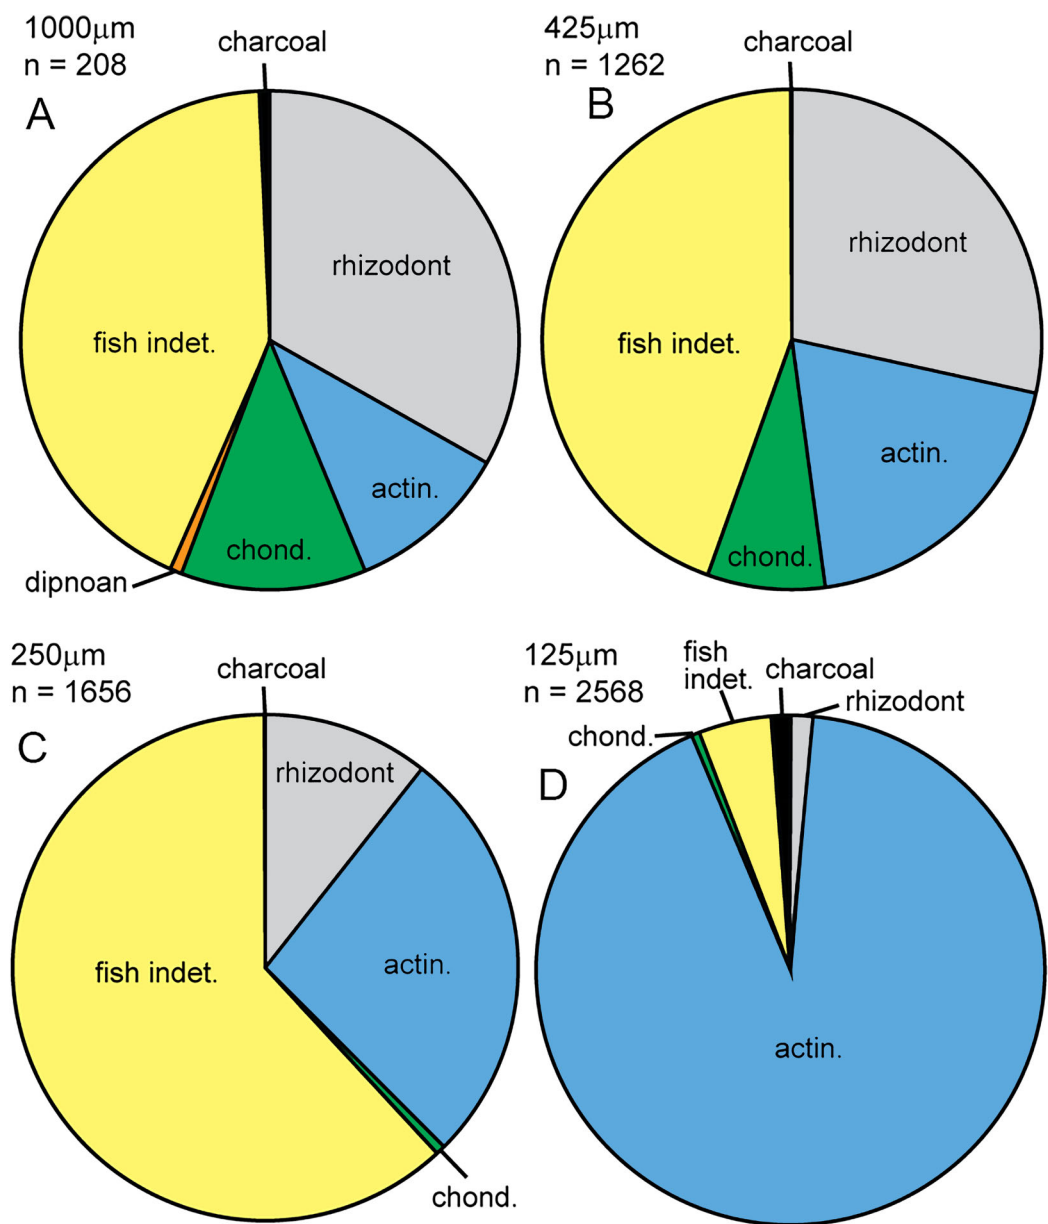 1000μm
n = 208
charcoal
A
rhizodont
fish indet.
actin.
chond.
dipnoan
425μm
n = 1262
charcoal
B
rhizodont
fish indet.
actin.
chond.
250μm
n = 1656
charcoal
C
rhizodont
fish indet.
actin.
chond.
125μm
n = 2568
fish
indet.
charcoal
rhizodont
chond.
D
actin.